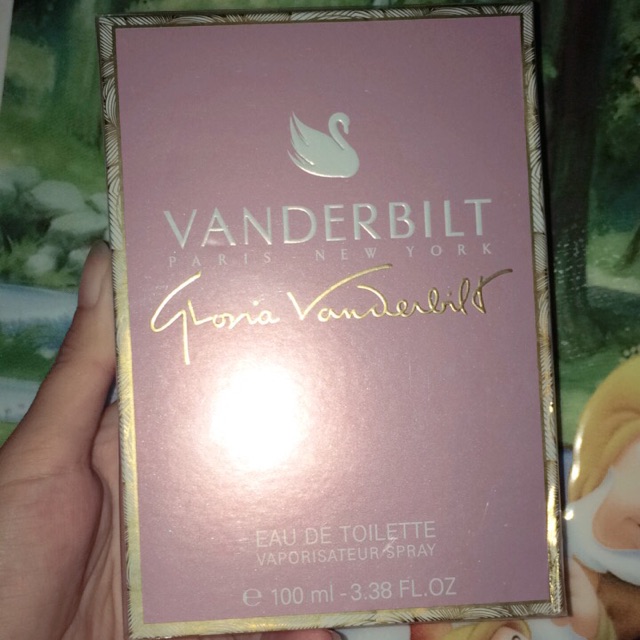 VANDERBILT
PARIS NEW YORK
Gloria Vanderbilt
EAU DE TOILETTE
VAPORISATEUR/SPRAY
℮ 100 ml - 3.38 FL.OZ